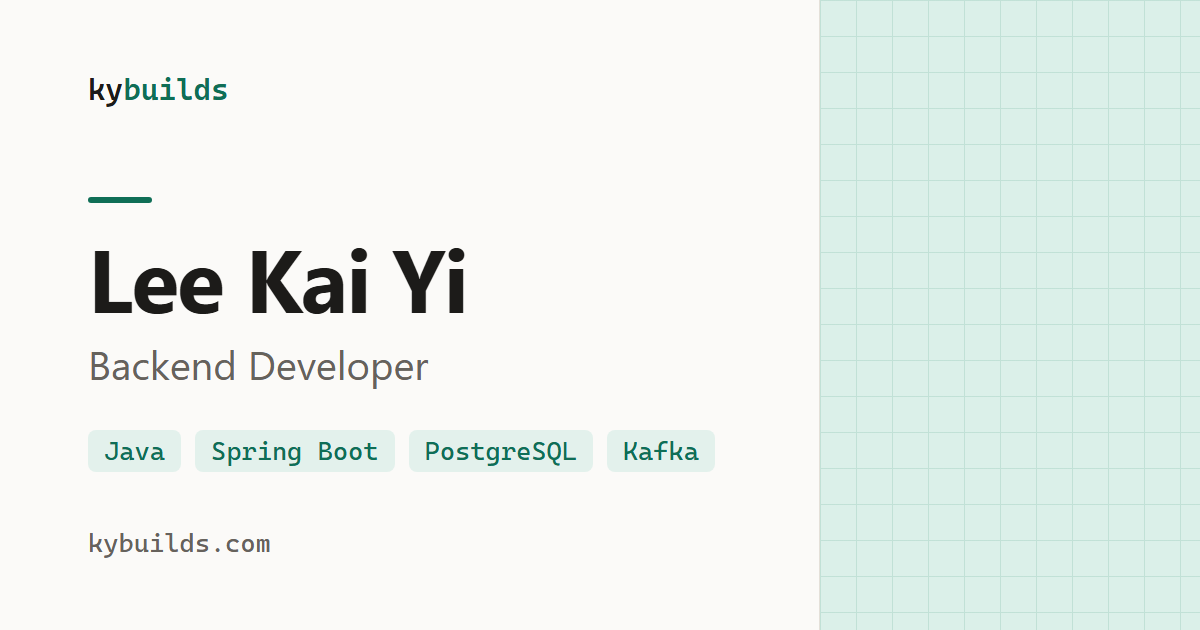 kybuilds
Lee Kai Yi
Backend Developer
Java Spring Boot PostgreSQL Kafka
kybuilds.com